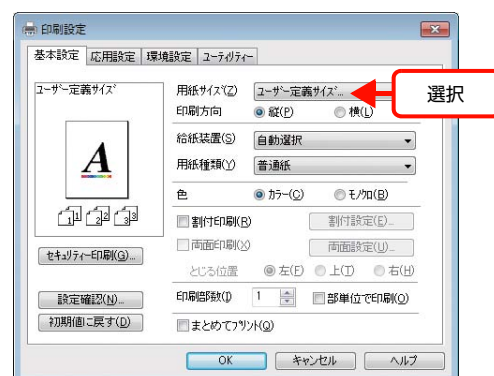 印刷設定
基本設定 応用設定 環境設定 ユーティリティー
ユーザー定義サイズ
用紙サイズ(Z) ユーザー定義サイズ... 選択
印刷方向 縦(P) 横(L)
給紙装置(S) 自動選択
用紙種類(Y) 普通紙
A
色 カラー(C) モノクロ(B)
1 1 2 2 3 3
割付印刷(R) 割付設定(E)...
両面印刷(X) 両面設定(U)...
セキュリティー印刷(G)...
とじる位置 左(F) 上(T) 右(H)
設定確認(N)...
印刷部数(I) 1 部単位で印刷(O)
初期値に戻す(D)
まとめてプリント(Q)
OK キャンセル ヘルプ